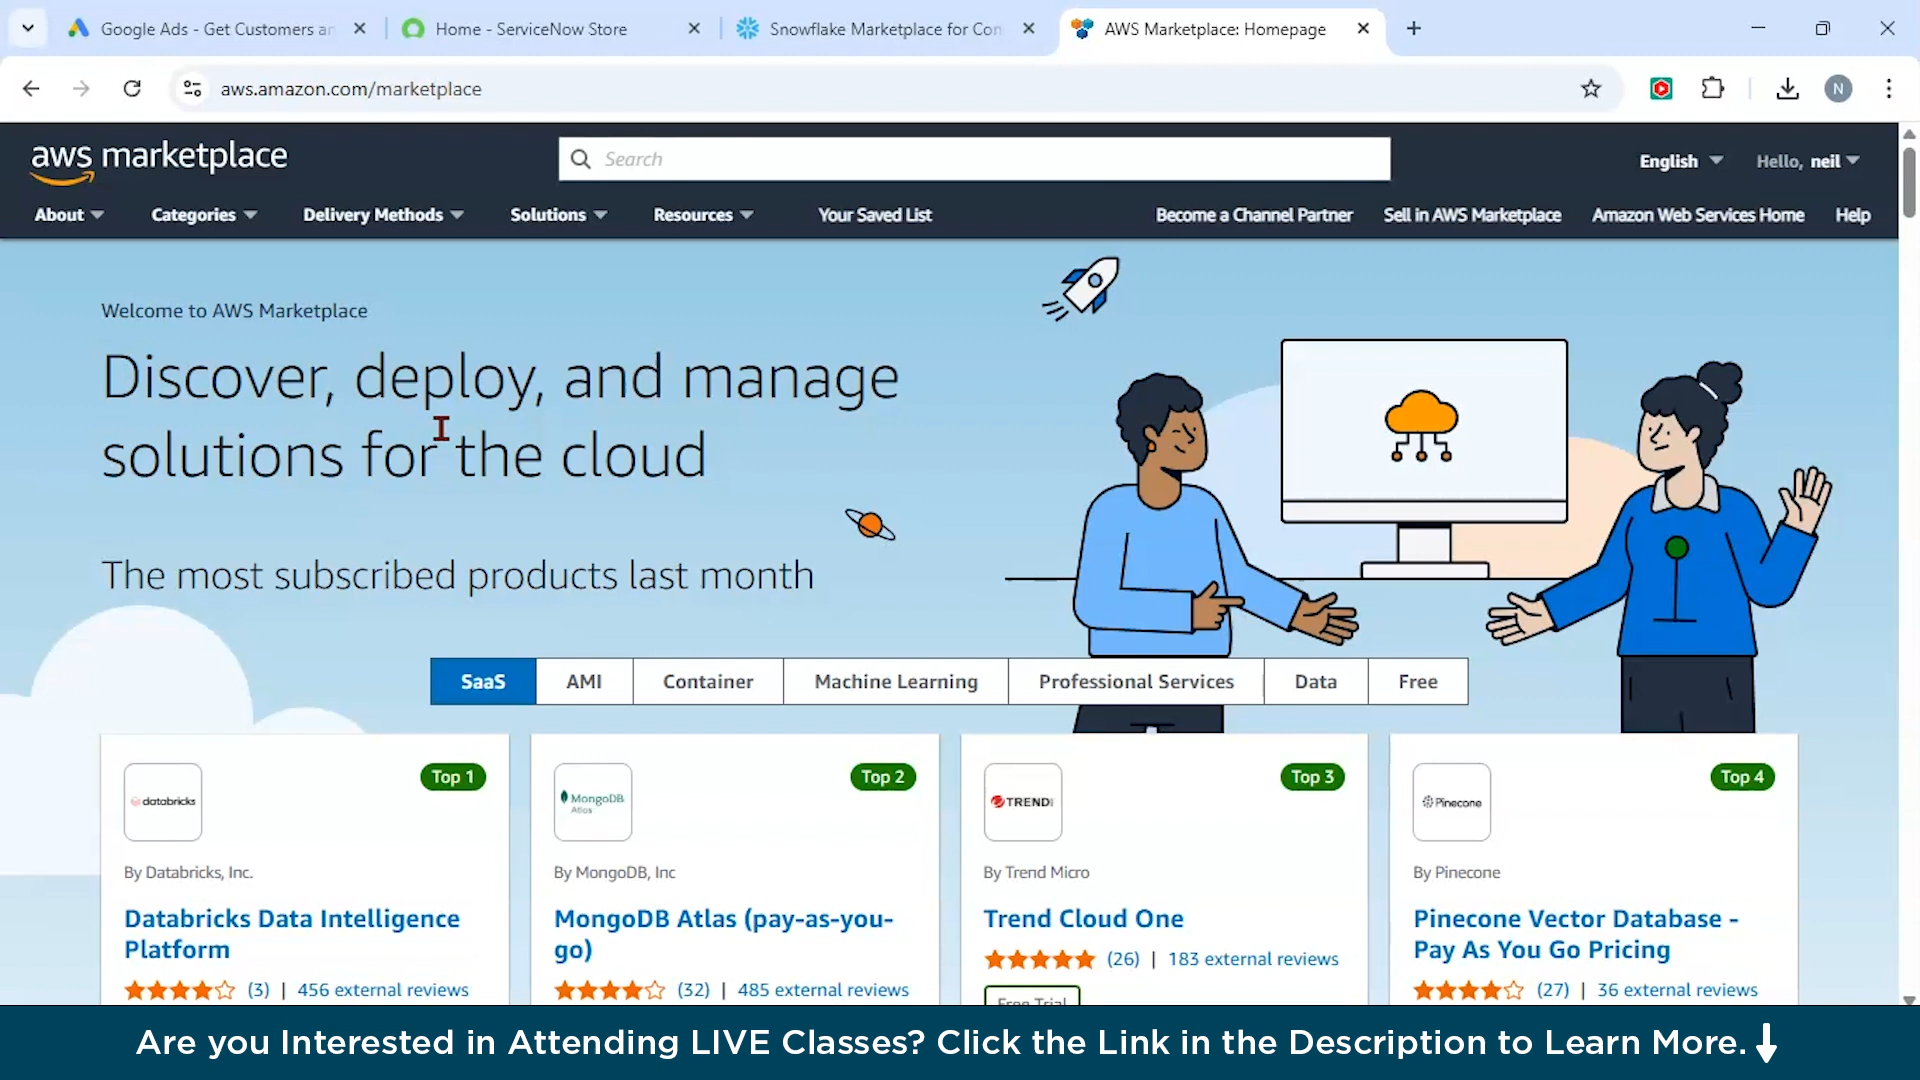 Google Ads - Get Customers an
Home - ServiceNow Store
Snowflake Marketplace for Con
AWS Marketplace: Homepage
aws.amazon.com/marketplace
N
aws marketplace
Search
English
Hello, neil
About
Categories
Delivery Methods
Solutions
Resources
Your Saved List
Become a Channel Partner
Sell in AWS Marketplace
Amazon Web Services Home
Help
Welcome to AWS Marketplace
Discover, deploy, and manage
solutions for the cloud
The most subscribed products last month
SaaS
AMI
Container
Machine Learning
Professional Services
Data
Free
databricks
Top 1
By Databricks, Inc.
Databricks Data Intelligence
Platform
(3) | 456 external reviews
MongoDB
Atlas
Top 2
By MongoDB, Inc
MongoDB Atlas (pay-as-you-
go)
(32) | 485 external reviews
TREND
Top 3
By Trend Micro
Trend Cloud One
(26) | 183 external reviews
Free Trial
Pinecone
Top 4
By Pinecone
Pinecone Vector Database -
Pay As You Go Pricing
(27) | 36 external reviews
Are you Interested in Attending LIVE Classes? Click the Link in the Description to Learn More.